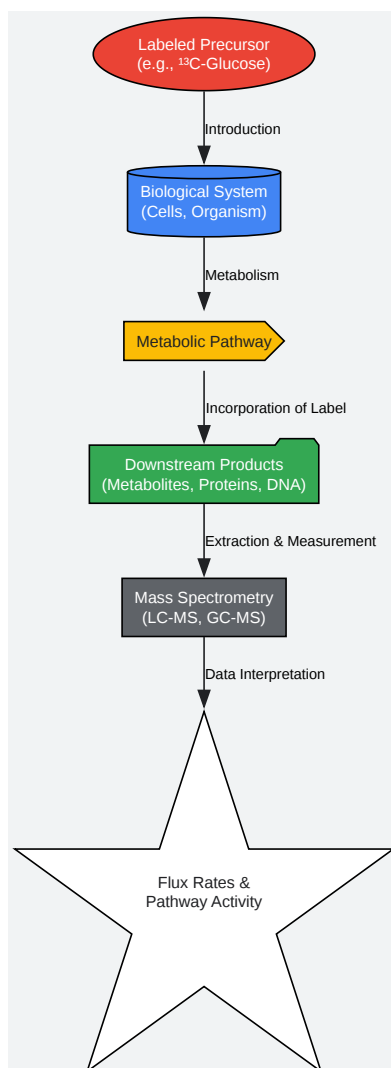 Labeled Precursor
(e.g., ¹³C-Glucose)
Introduction
Biological System
(Cells, Organism)
Metabolism
Metabolic Pathway
Incorporation of Label
Downstream Products
(Metabolites, Proteins, DNA)
Extraction & Measurement
Mass Spectrometry
(LC-MS, GC-MS)
Data Interpretation
Flux Rates &
Pathway Activity